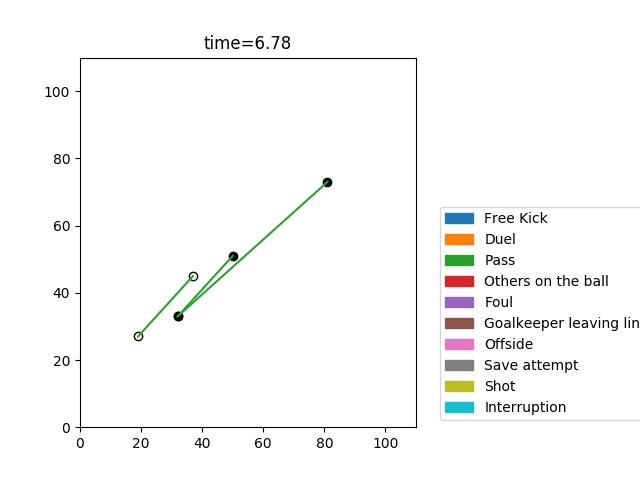 time=6.78
100
80
60
40
20
0
0 20 40 60 80 100
Free Kick
Duel
Pass
Others on the ball
Foul
Goalkeeper leaving lin
Offside
Save attempt
Shot
Interruption